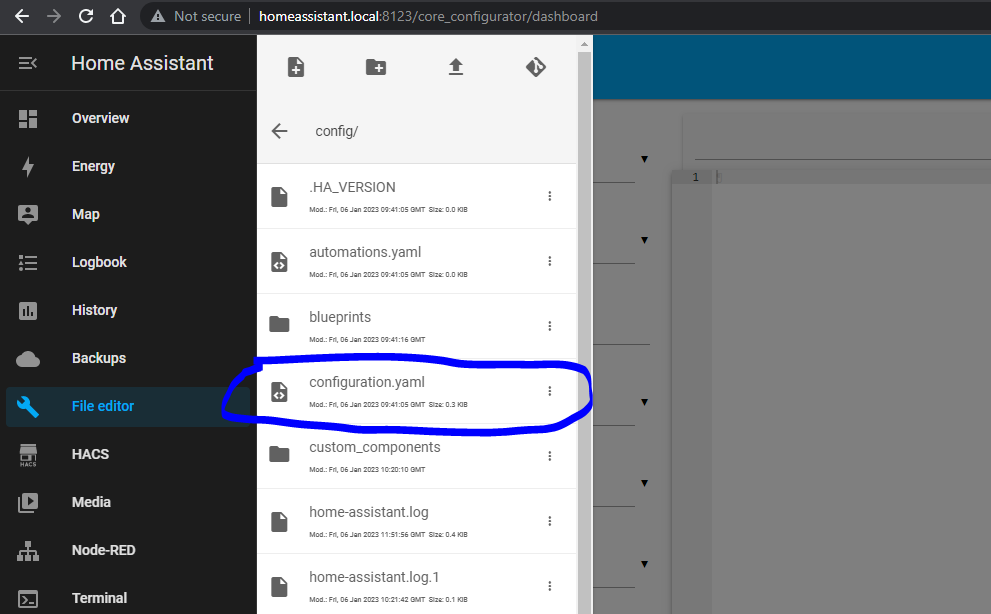 Not secure | homeassistant.local:8123/core_configurator/dashboard
Home Assistant
Overview
Energy
Map
Logbook
History
Backups
File editor
HACS
HACS
Media
Node-RED
Terminal
config/
.HA_VERSION
Mod.: Fri, 06 Jan 2023 09:41:05 GMT Size: 0.0 KiB
automations.yaml
Mod.: Fri, 06 Jan 2023 09:41:05 GMT Size: 0.0 KiB
blueprints
Mod.: Fri, 06 Jan 2023 09:41:16 GMT
configuration.yaml
Mod.: Fri, 06 Jan 2023 09:41:05 GMT Size: 0.3 KiB
custom_components
Mod.: Fri, 06 Jan 2023 10:20:10 GMT
home-assistant.log
Mod.: Fri, 06 Jan 2023 11:51:56 GMT Size: 0.4 KiB
home-assistant.log.1
Mod.: Fri, 06 Jan 2023 10:21:42 GMT Size: 0.1 KiB
1